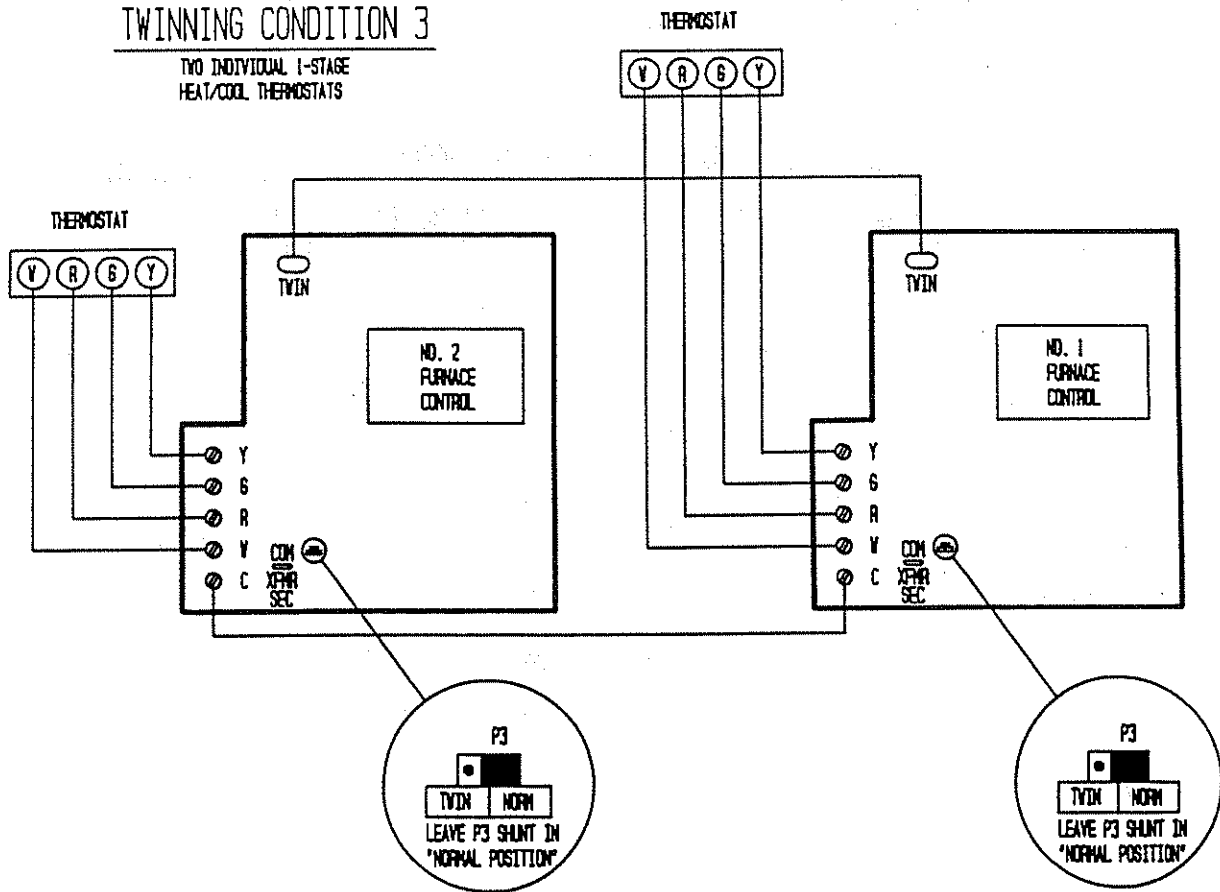 TWINNING CONDITION 3
TWO INDIVIDUAL 1-STAGE
HEAT/COOL THERMOSTATS
THERMOSTAT
W R G Y
THERMOSTAT
W R G Y
TWIN
NO. 2
FURNACE
CONTROL
Y
G
R
W
C
COM
XFMR
SEC
TWIN
NO. 1
FURNACE
CONTROL
Y
G
R
W
C
COM
XFMR
SEC
P3
TWIN NORM
LEAVE P3 SHUNT IN
"NORMAL POSITION"
P3
TWIN NORM
LEAVE P3 SHUNT IN
"NORMAL POSITION"